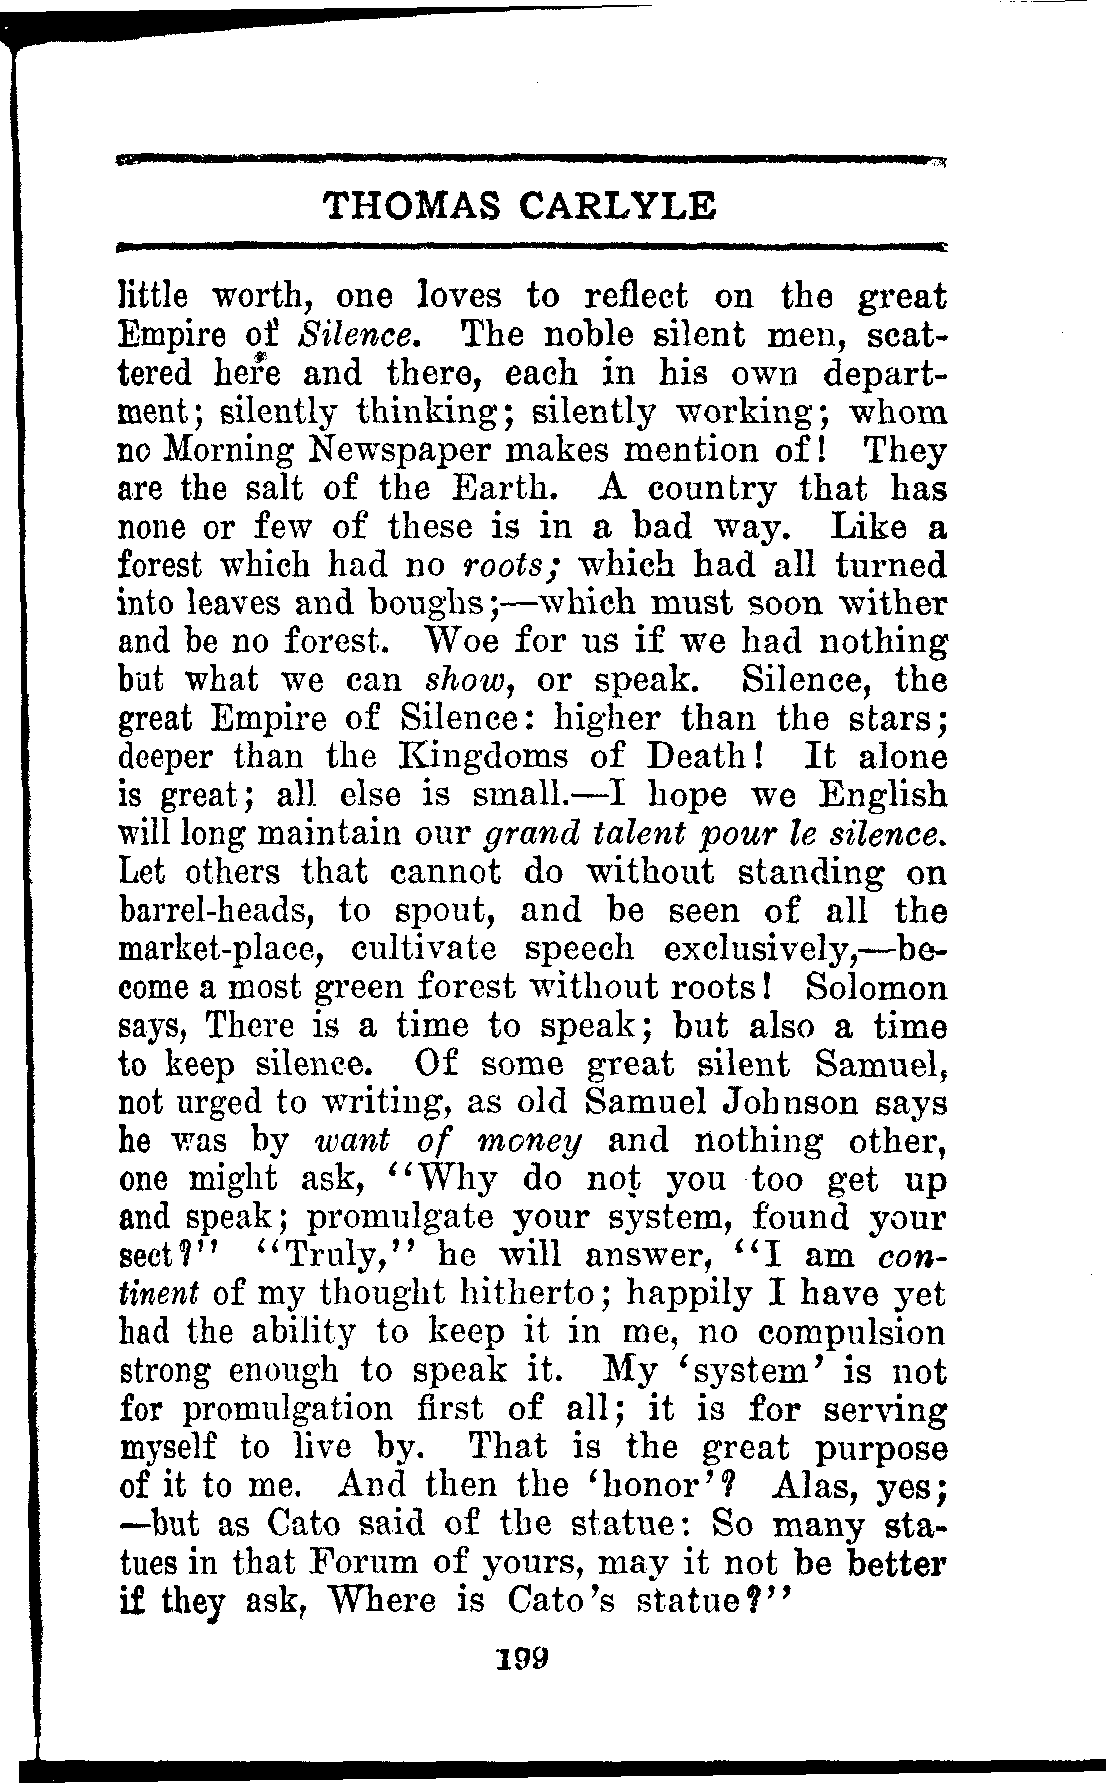 THOMAS CARLYLE
little worth, one loves to reflect on the great
Empire of Silence. The noble silent men, scat-
tered here and there, each in his own depart-
ment; silently thinking; silently working; whom
no Morning Newspaper makes mention of! They
are the salt of the Earth. A country that has
none or few of these is in a bad way. Like a
forest which had no roots; which had all turned
into leaves and boughs;—which must soon wither
and be no forest. Woe for us if we had nothing
but what we can show, or speak. Silence, the
great Empire of Silence: higher than the stars;
deeper than the Kingdoms of Death! It alone
is great; all else is small.—I hope we English
will long maintain our grand talent pour le silence.
Let others that cannot do without standing on
barrel-heads, to spout, and be seen of all the
market-place, cultivate speech exclusively,—be-
come a most green forest without roots! Solomon
says, There is a time to speak; but also a time
to keep silence. Of some great silent Samuel,
not urged to writing, as old Samuel Johnson says
he was by want of money and nothing other,
one might ask, "Why do not you too get up
and speak; promulgate your system, found your
sect?" "Truly," he will answer, "I am con-
tinent of my thought hitherto; happily I have yet
had the ability to keep it in me, no compulsion
strong enough to speak it. My 'system' is not
for promulgation first of all; it is for serving
myself to live by. That is the great purpose
of it to me. And then the 'honor'? Alas, yes;
—but as Cato said of the statue: So many sta-
tues in that Forum of yours, may it not be better
if they ask, Where is Cato's statue?"
199